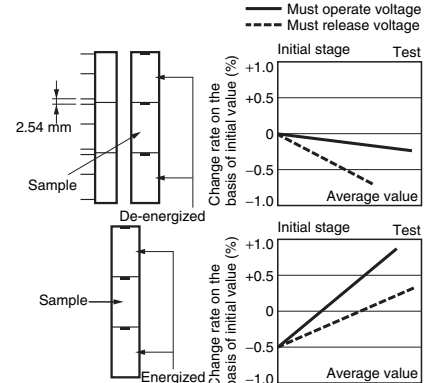 Must operate voltage
Must release voltage
2.54 mm
Sample
De-energized
Change rate on the
basis of initial value (%)
Initial stage
Test
+1.0
+0.5
0
−0.5
−1.0
Average value
Sample
Energized
Change rate on the
basis of initial value (%)
Initial stage
Test
+1.0
+0.5
0
−0.5
−1.0
Average value